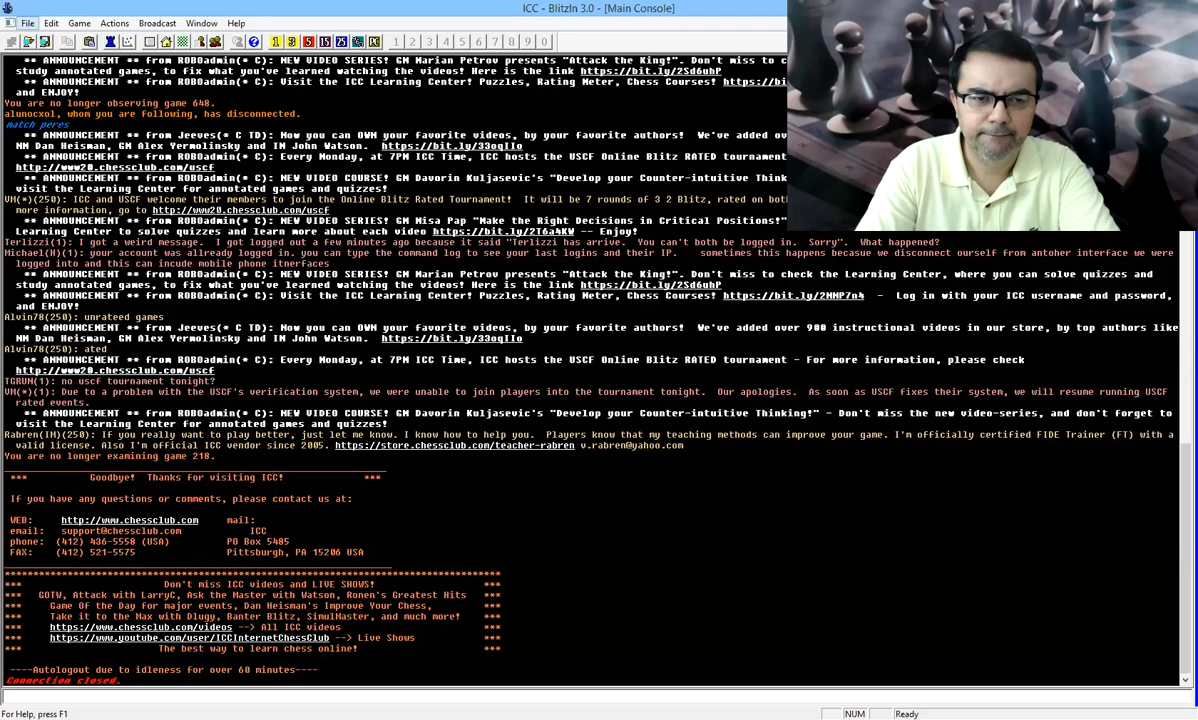 ICC - BlitzIn 3.0 - [Main Console]
File Edit Game Actions Broadcast Window Help
1 3 5 15 25
1 2 3 4 5 6 7 8 9 0
** ANNOUNCEMENT ** from ROBOadmin(* C): NEW VIDEO SERIES! GM Marian Petrov presents "Attack the King!". Don't miss to c
study annotated games, to fix what you've learned watching the videos! Here is the link https://bit.ly/2Sd6uhP
** ANNOUNCEMENT ** from ROBOadmin(* C): Visit the ICC Learning Center! Puzzles, Rating Meter, Chess Courses! https://bi
and ENJOY!
You are no longer observing game 648.
alunocxol, whom you are following, has disconnected.
match peres
** ANNOUNCEMENT ** from Jeeves(* C TD): Now you can OWN your favorite videos, by your favorite authors! We've added ov
NM Dan Heisman, GM Alex Yermolinsky and IM John Watson. https://bit.ly/33oqIIo
** ANNOUNCEMENT ** from ROBOadmin(* C): Every Monday, at 7PM ICC Time, ICC hosts the USCF Online Blitz RATED tournament
http://www20.chessclub.com/uscf
** ANNOUNCEMENT ** from ROBOadmin(* C): NEW VIDEO COURSE! GM Davorin Kuljasevic's "Develop your Counter-intuitive Think
visit the Learning Center for annotated games and quizzes!
VM(*)(250): ICC and USCF welcome their members to join the Online Blitz Rated Tournament! It will be 7 rounds of 3 2 Blitz, rated on bot
more information, go to http://www20.chessclub.com/uscf
** ANNOUNCEMENT ** from ROBOadmin(* C): NEW VIDEO SERIES! GM Misa Pap "Make the Right Decisions in Critical Positions!"
Learning Center to solve quizzes and learn more about each video https://bit.ly/2T6a4KW -- Enjoy!
Terlizzi(1): I got a weird message. I got logged out a few minutes ago because it said "Terlizzi has arrive. You can't both be logged in. Sorry". What happened?
Michael(H)(1): your account was allready logged in. you can type the command log to see your last logins and their IP. sometimes this happens becasue we disconnect ourself from antoher interface we were
logged into and this can incude mobile phone itnerfaces
** ANNOUNCEMENT ** from ROBOadmin(* C): NEW VIDEO SERIES! GM Marian Petrov presents "Attack the King!". Don't miss to check the Learning Center, where you can solve quizzes and
study annotated games, to fix what you've learned watching the videos! Here is the link https://bit.ly/2Sd6uhP
** ANNOUNCEMENT ** from ROBOadmin(* C): Visit the ICC Learning Center! Puzzles, Rating Meter, Chess Courses! https://bit.ly/2MNP7n4 - Log in with your ICC username and password,
and ENJOY!
Alvin78(250): unrateed games
** ANNOUNCEMENT ** from Jeeves(* C TD): Now you can OWN your favorite videos, by your favorite authors! We've added over 900 instructional videos in our store, by top authors like
NM Dan Heisman, GM Alex Yermolinsky and IM John Watson. https://bit.ly/33oqIIo
Alvin78(250): ated
** ANNOUNCEMENT ** from ROBOadmin(* C): Every Monday, at 7PM ICC Time, ICC hosts the USCF Online Blitz RATED tournament - For more information, please check
http://www20.chessclub.com/uscf
TGRUN(1): no uscf tournament tonight?
VM(*)(1): Due to a problem with the USCF's verification system, we were unable to join players into the tournament tonight. Our apologies. As soon as USCF fixes their system, we will resume running USCF
rated events.
** ANNOUNCEMENT ** from ROBOadmin(* C): NEW VIDEO COURSE! GM Davorin Kuljasevic's "Develop your Counter-intuitive Thinking!" - Don't miss the new video-series, and don't forget to
visit the Learning Center for annotated games and quizzes!
Rabren(IM)(250): If you really want to play better, just let me know. I know how to help you. Players know that my teaching methods can improve your game. I'm officially certified FIDE Trainer (FT) with a
valid license. Also I'm official ICC vendor since 2005. https://store.chessclub.com/teacher-rabren v.rabren@yahoo.com
You are no longer examining game 218.
*** Goodbye! Thanks for visiting ICC! ***
If you have any questions or comments, please contact us at:
WEB: http://www.chessclub.com mail:
email: support@chessclub.com ICC
phone: (412) 436-5558 (USA) PO Box 5485
FAX: (412) 521-5575 Pittsburgh, PA 15206 USA
*** Don't miss ICC videos and LIVE SHOWS! ***
*** GOTW, Attack with LarryC, Ask the Master with Watson, Ronen's Greatest Hits ***
*** Game Of the Day for major events, Dan Heisman's Improve Your Chess, ***
*** Take it to the Max with Dlugy, Banter Blitz, SimulMaster, and much more! ***
*** https://www.chessclub.com/videos --> All ICC videos ***
*** https://www.youtube.com/user/ICCInternetChessClub --> Live Shows ***
*** The best way to learn chess online! ***
----Autologout due to idleness for over 60 minutes----
Connection closed.
For Help, press F1 NUM Ready